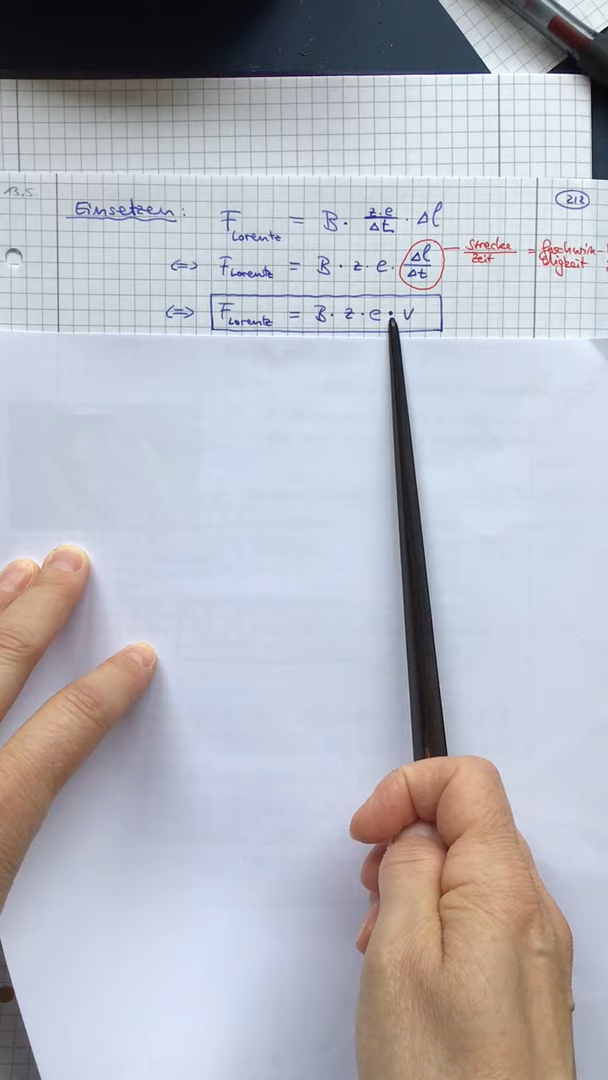 13.5.
212
Einsetzen: F_Lorentz = B · z·e/Δt · Δl
⟺ F_Lorentz = B · z · e · Δl/Δt Strecke/Zeit = Geschwin-digkeit
⟺ F_Lorentz = B · z · e · v